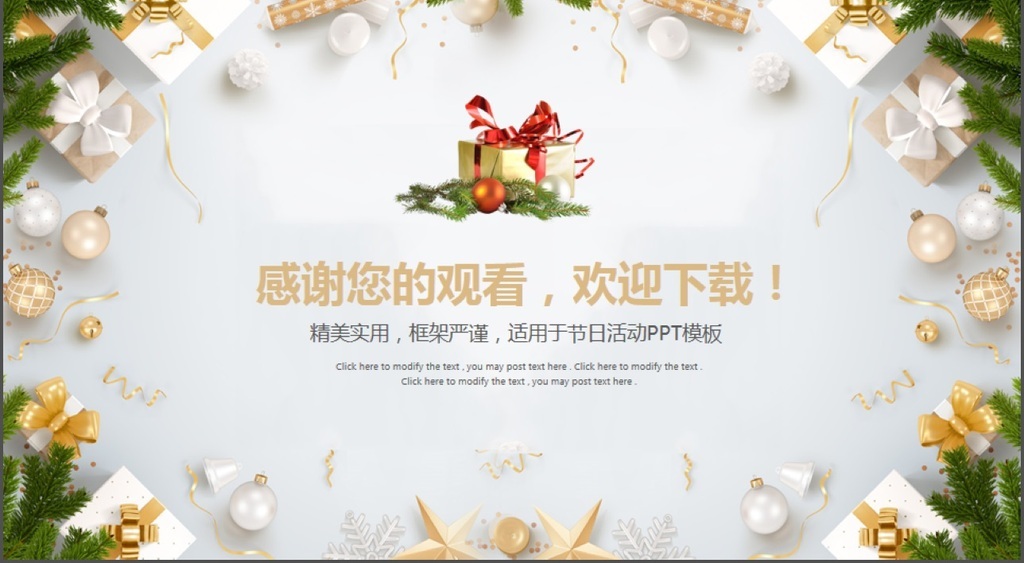 感谢您的观看，欢迎下载！
精美实用，框架严谨，适用于节日活动PPT模板
Click here to modify the text , you may post text here . Click here to modify the text .
Click here to modify the text , you may post text here .